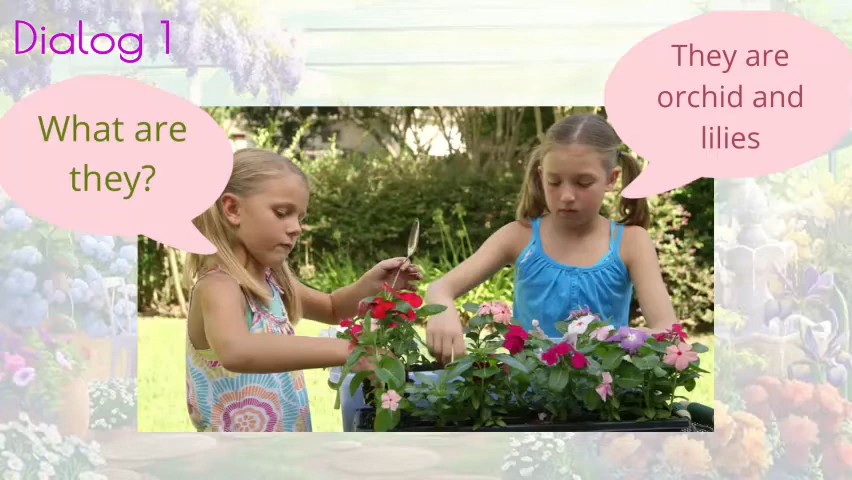 Dialog 1
What are
they?
They are
orchid and
lilies